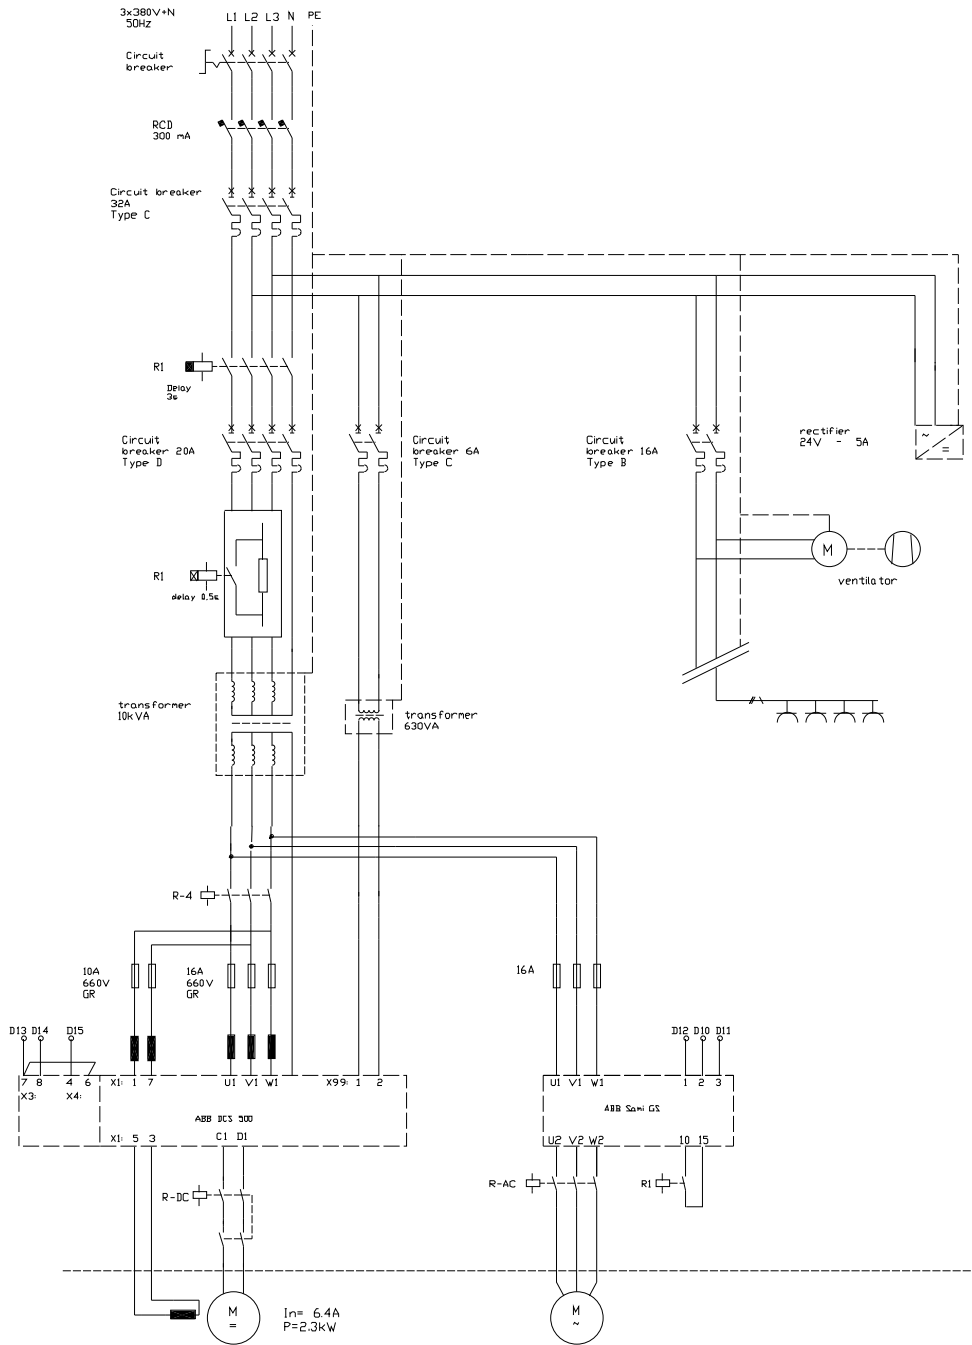 3x380V+N
50Hz
L1 L2 L3 N PE
Circuit
breaker
RCD
300 mA
Circuit breaker
32A
Type C
R1
Delay
3s
Circuit
breaker 20A
Type D
Circuit
breaker 6A
Type C
Circuit
breaker 16A
Type B
rectifier
24V - 5A
~
=
M
ventilator
R1
delay 0.5s
transformer
10kVA
transformer
630VA
R-4
10A
660V
GR
16A
660V
GR
16A
D13 D14 D15
D12 D10 D11
7 8 4 6 X1: 1 7 U1 V1 W1 X99: 1 2
X3: X4:
U1 V1 W1 1 2 3
ABB DCS 500
ABB Sami GS
X1: 5 3 C1 D1
U2 V2 W2 10 15
R-DC
R-AC
R1
M
=
In= 6.4A
P=2.3kW
M
~